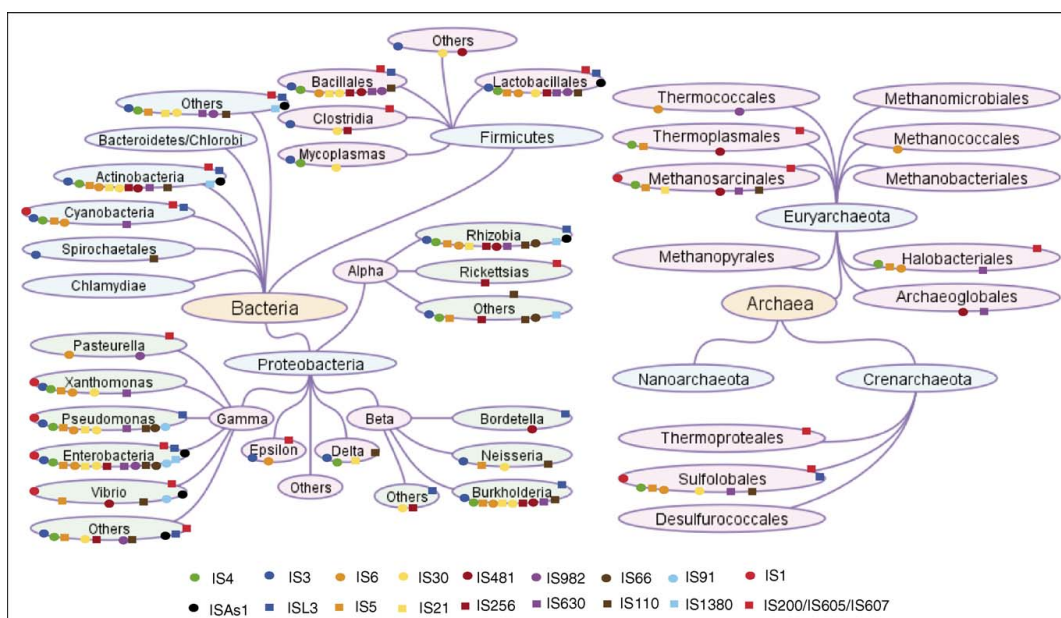 Others
Bacillales
Lactobacillales
Others
Clostridia
Firmicutes
Bacteroidetes/Chlorobi
Mycoplasmas
Actinobacteria
Cyanobacteria
Rhizobia
Spirochaetales
Alpha
Rickettsias
Chlamydiae
Bacteria
Others
Pasteurella
Proteobacteria
Xanthomonas
Pseudomonas
Gamma
Beta
Bordetella
Enterobacteria
Epsilon
Delta
Neisseria
Vibrio
Others
Others
Burkholderia
Others
Thermococcales
Methanomicrobiales
Thermoplasmales
Methanococcales
Methanosarcinales
Methanobacteriales
Euryarchaeota
Methanopyrales
Halobacteriales
Archaea
Archaeoglobales
Nanoarchaeota
Crenarchaeota
Thermoproteales
Sulfolobales
Desulfurococcales
IS4 IS3 IS6 IS30 IS481 IS982 IS66 IS91 IS1
ISAs1 ISL3 IS5 IS21 IS256 IS630 IS110 IS1380 IS200/IS605/IS607